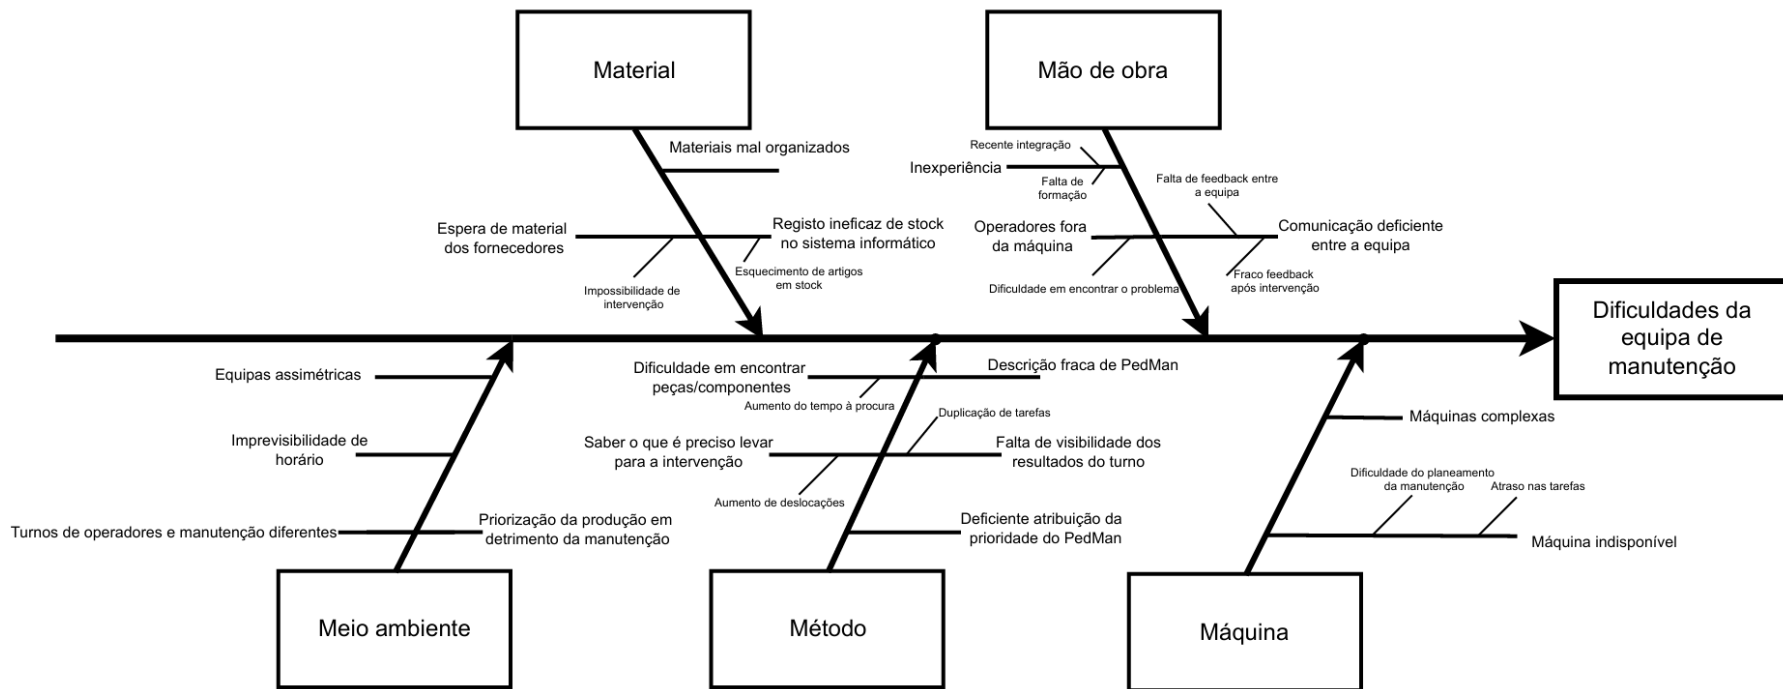 Material
Mão de obra
Materiais mal organizados
Recente integração
Inexperiência
Falta de
formação
Falta de feedback entre
a equipa
Espera de material
dos fornecedores
Registo ineficaz de stock
no sistema informático
Operadores fora
da máquina
Comunicação deficiente
entre a equipa
Impossibilidade de
intervenção
Esquecimento de artigos
em stock
Dificuldade em encontrar o problema
Fraco feedback
após intervenção
Dificuldades da
equipa de
manutenção
Equipas assimétricas
Dificuldade em encontrar
peças/componentes
Descrição fraca de PedMan
Aumento do tempo à procura
Duplicação de tarefas
Máquinas complexas
Imprevisibilidade de
horário
Saber o que é preciso levar
para a intervenção
Falta de visibilidade dos
resultados do turno
Aumento de deslocações
Dificuldade do planeamento
da manutenção
Atraso nas tarefas
Turnos de operadores e manutenção diferentes
Priorização da produção em
detrimento da manutenção
Deficiente atribuição da
prioridade do PedMan
Máquina indisponível
Meio ambiente
Método
Máquina